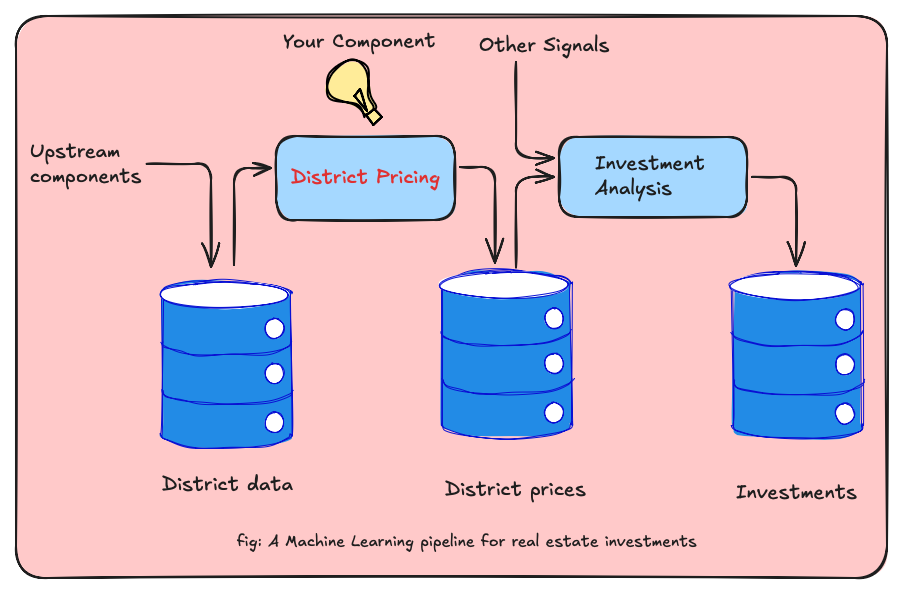 Your Component
Other Signals
Upstream
components
District Pricing
Investment
Analysis
District data
District prices
Investments
fig: A Machine Learning pipeline for real estate investments